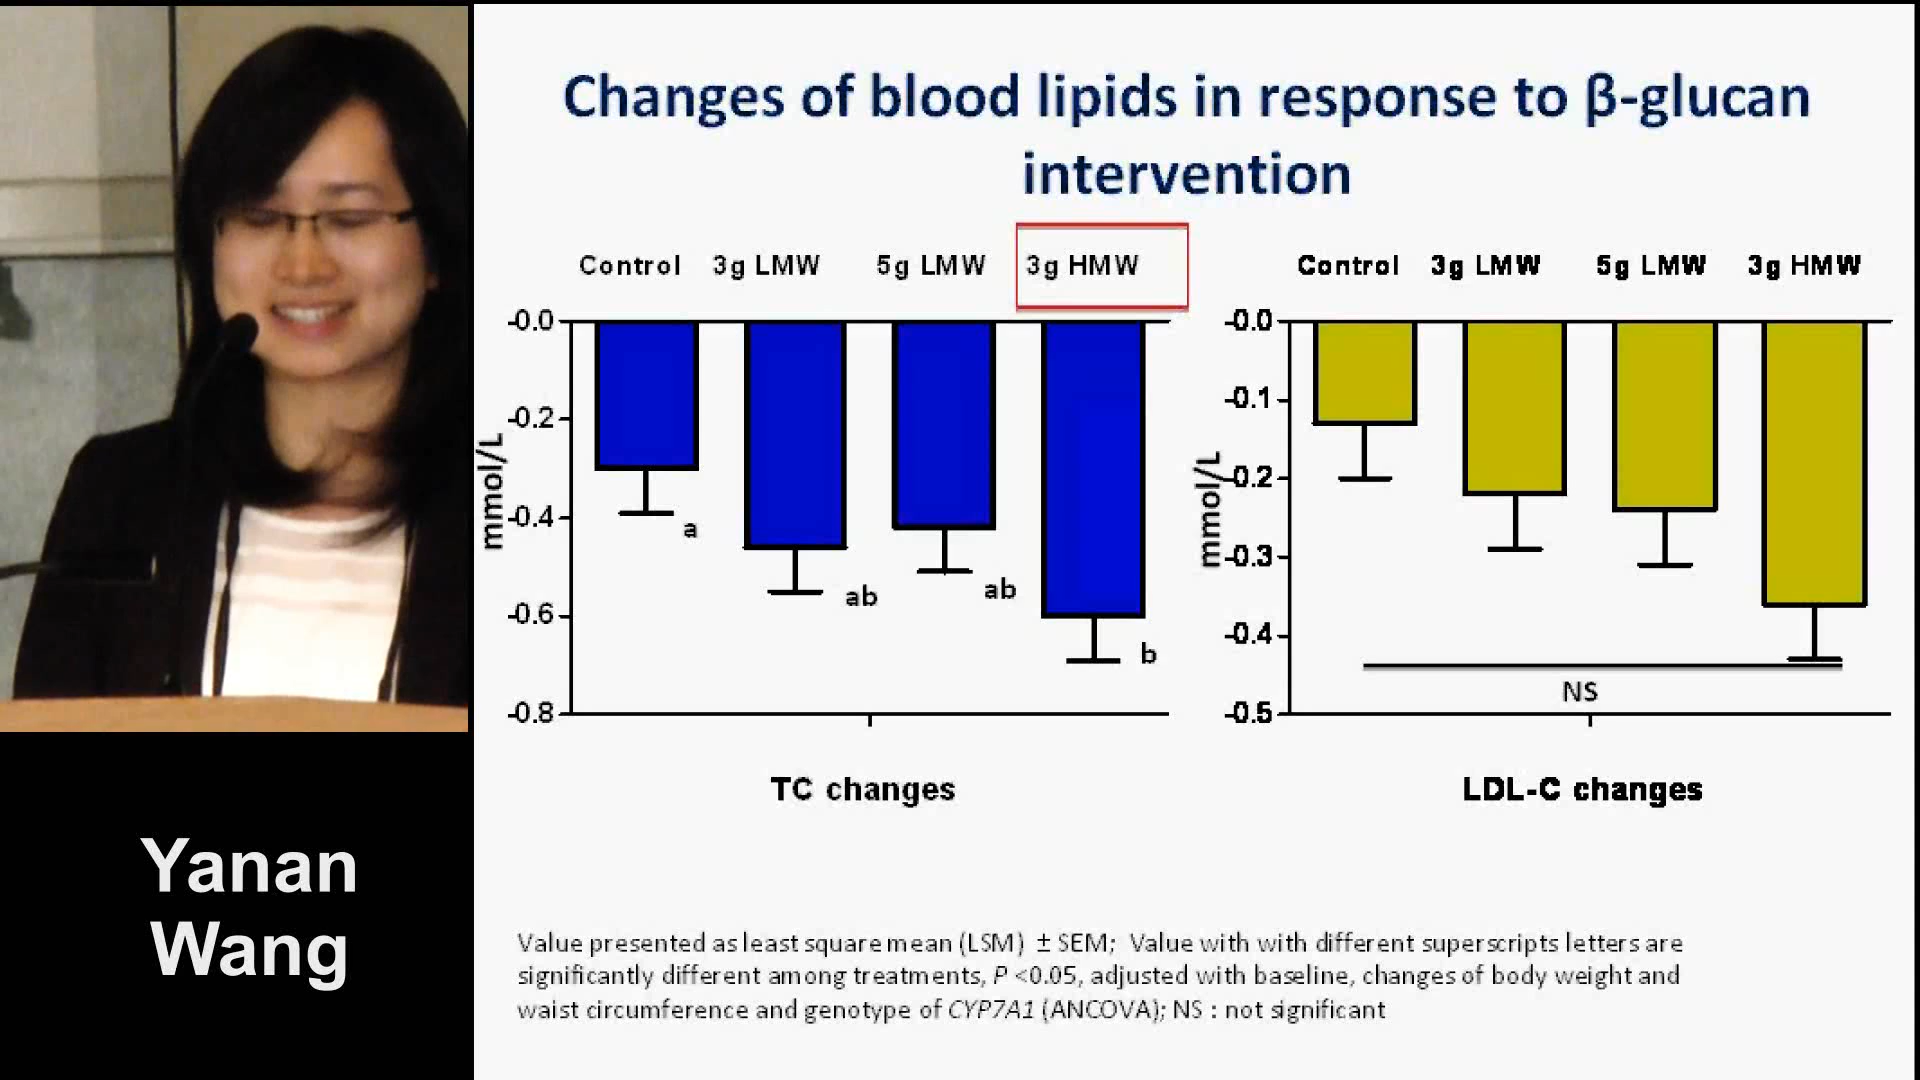 Changes of blood lipids in response to β-glucan
intervention
Control 3g LMW 5g LMW 3g HMW
-0.0
-0.2
-0.4
-0.6
-0.8
mmol/L
a
ab
ab
b
TC changes
Control 3g LMW 5g LMW 3g HMW
-0.0
-0.1
-0.2
-0.3
-0.4
-0.5
mmol/L
NS
LDL-C changes
Value presented as least square mean (LSM) ± SEM; Value with with different superscripts letters are
significantly different among treatments, P <0.05, adjusted with baseline, changes of body weight and
waist circumference and genotype of CYP7A1 (ANCOVA); NS : not significant
Yanan
Wang